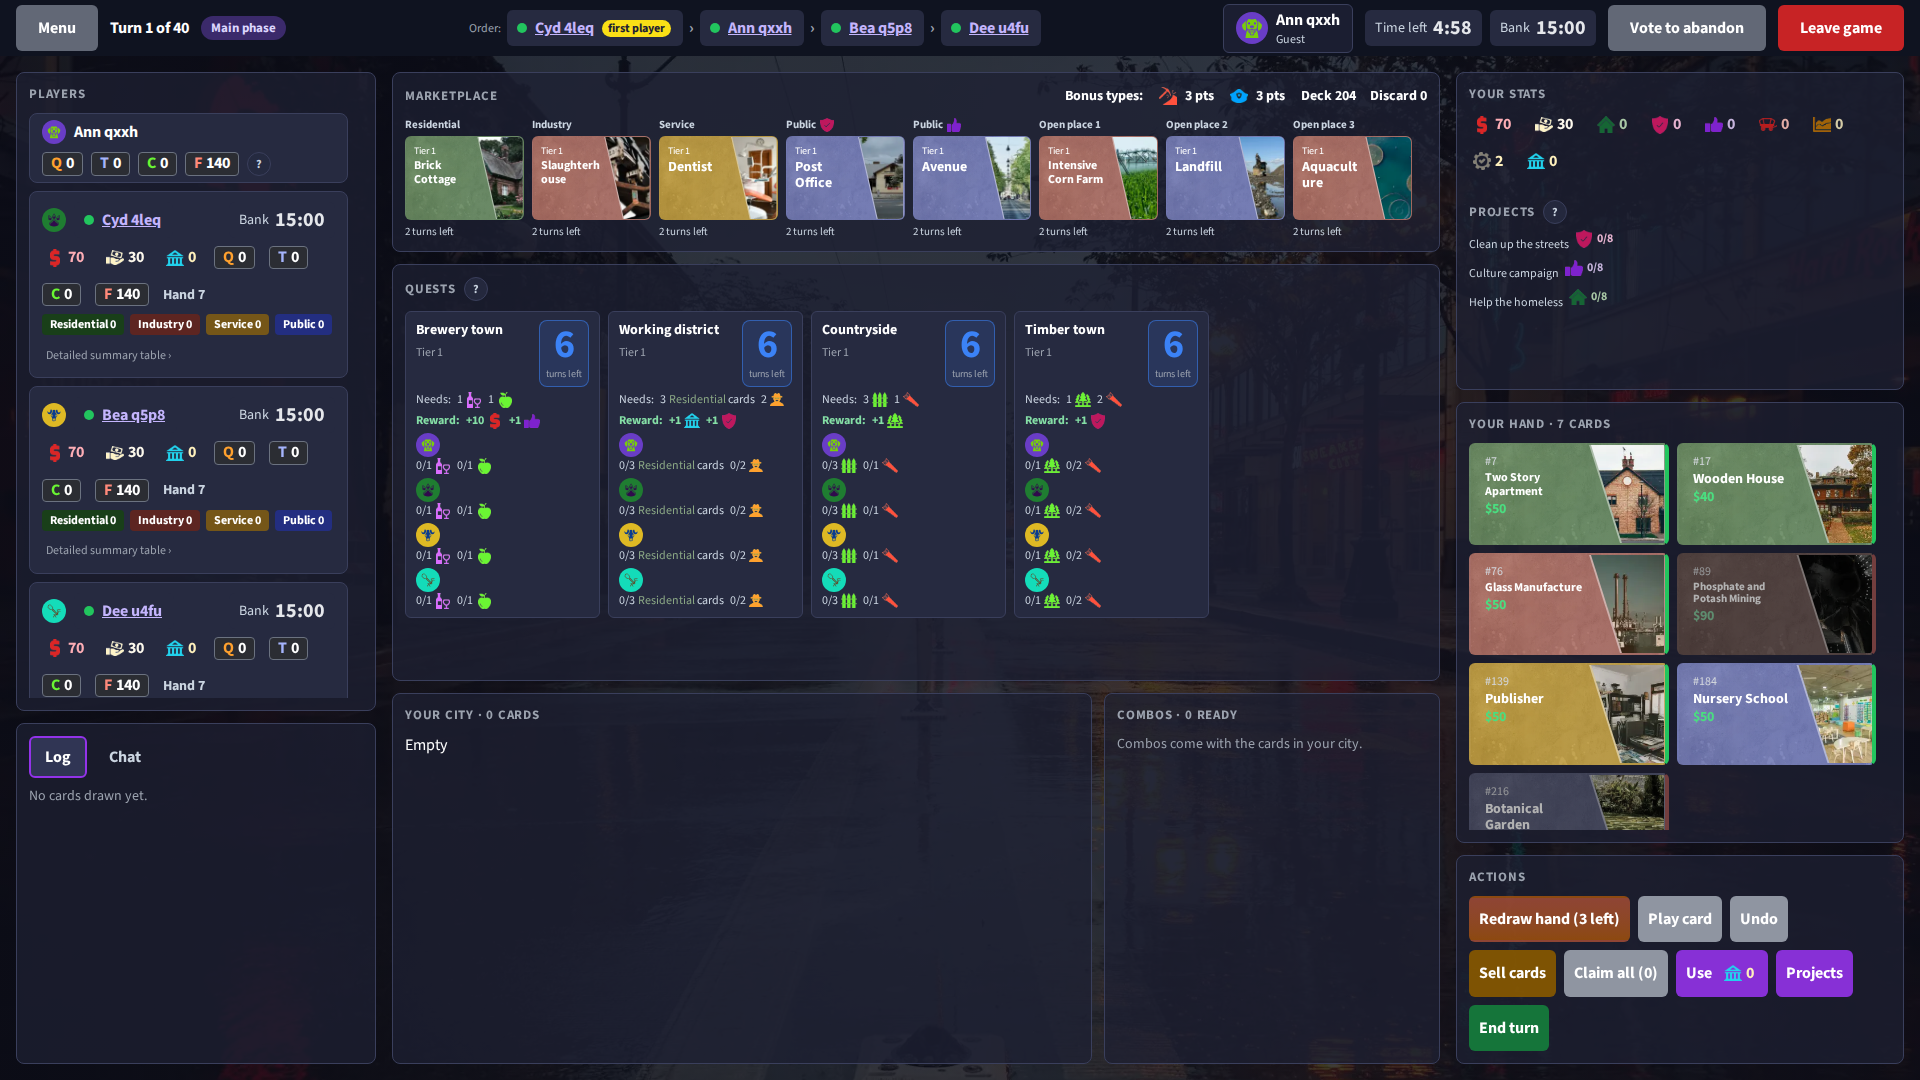 Menu
Turn 1 of 40
Main phase
Order:
Cyd 4leq first player › Ann qxxh › Bea q5p8 › Dee u4fu
Ann qxxh
Guest
Time left 4:58
Bank 15:00
Vote to abandon
Leave game
PLAYERS
Ann qxxh
Q 0 T 0 C 0 F 140 ?
Cyd 4leq Bank 15:00
70 30 0 Q 0 T 0
C 0 F 140 Hand 7
Residential 0 Industry 0 Service 0 Public 0
Detailed summary table ›
Bea q5p8 Bank 15:00
70 30 0 Q 0 T 0
C 0 F 140 Hand 7
Residential 0 Industry 0 Service 0 Public 0
Detailed summary table ›
Dee u4fu Bank 15:00
70 30 0 Q 0 T 0
C 0 F 140 Hand 7
Log Chat
No cards drawn yet.
MARKETPLACE
Bonus types: 3 pts 3 pts Deck 204 Discard 0
Residential
Tier 1
Brick
Cottage
2 turns left
Industry
Tier 1
Slaughterh
ouse
2 turns left
Service
Tier 1
Dentist
2 turns left
Public
Tier 1
Post
Office
2 turns left
Public
Tier 1
Avenue
2 turns left
Open place 1
Tier 1
Intensive
Corn Farm
2 turns left
Open place 2
Tier 1
Landfill
2 turns left
Open place 3
Tier 1
Aquacult
ure
2 turns left
QUESTS ?
Brewery town
Tier 1
6
turns left
Needs: 1 1
Reward: +10 +1
0/1 0/1
0/1 0/1
0/1 0/1
0/1 0/1
Working district
Tier 1
6
turns left
Needs: 3 Residential cards 2
Reward: +1 +1
0/3 Residential cards 0/2
0/3 Residential cards 0/2
0/3 Residential cards 0/2
0/3 Residential cards 0/2
Countryside
Tier 1
6
turns left
Needs: 3 1
Reward: +1
0/3 0/1
0/3 0/1
0/3 0/1
0/3 0/1
Timber town
Tier 1
6
turns left
Needs: 1 2
Reward: +1
0/1 0/2
0/1 0/2
0/1 0/2
0/1 0/2
YOUR CITY · 0 CARDS
Empty
COMBOS · 0 READY
Combos come with the cards in your city.
YOUR STATS
70 30 0 0 0 0 0
2 0
PROJECTS ?
Clean up the streets 0/8
Culture campaign 0/8
Help the homeless 0/8
YOUR HAND · 7 CARDS
#7
Two Story
Apartment
$50
#17
Wooden House
$40
#76
Glass Manufacture
$50
#89
Phosphate and
Potash Mining
$90
#139
Publisher
$50
#184
Nursery School
$50
#216
Botanical
Garden
ACTIONS
Redraw hand (3 left) Play card Undo
Sell cards Claim all (0) Use 0 Projects
End turn